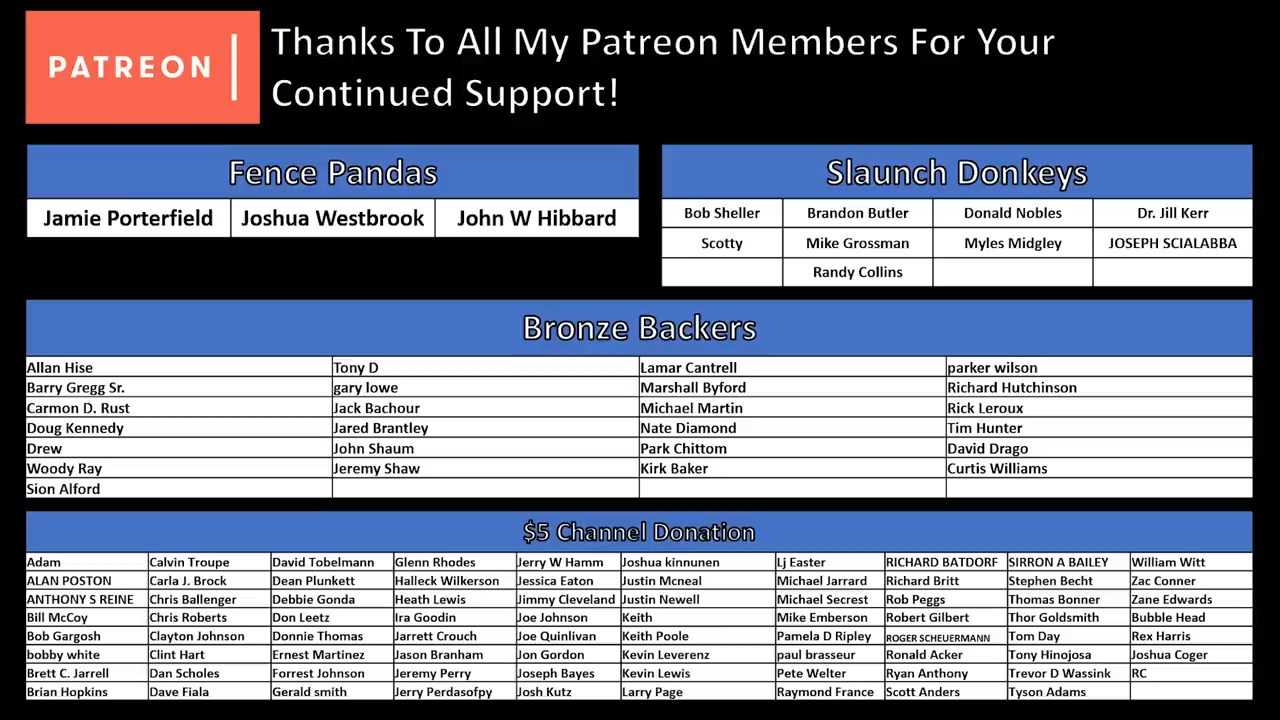 PATREON
Thanks To All My Patreon Members For Your
Continued Support!
Fence Pandas
Jamie Porterfield Joshua Westbrook John W Hibbard
Slaunch Donkeys
Bob Sheller Brandon Butler Donald Nobles Dr. Jill Kerr
Scotty Mike Grossman Myles Midgley JOSEPH SCIALABBA
Randy Collins
Bronze Backers
Allan Hise Tony D Lamar Cantrell parker wilson
Barry Gregg Sr. gary lowe Marshall Byford Richard Hutchinson
Carmon D. Rust Jack Bachour Michael Martin Rick Leroux
Doug Kennedy Jared Brantley Nate Diamond Tim Hunter
Drew John Shaum Park Chittom David Drago
Woody Ray Jeremy Shaw Kirk Baker Curtis Williams
Sion Alford
$5 Channel Donation
Adam Calvin Troupe David Tobelmann Glenn Rhodes Jerry W Hamm Joshua kinnunen Lj Easter RICHARD BATDORF SIRRON A BAILEY William Witt
ALAN POSTON Carla J. Brock Dean Plunkett Halleck Wilkerson Jessica Eaton Justin Mcneal Michael Jarrard Richard Britt Stephen Becht Zac Conner
ANTHONY S REINE Chris Ballenger Debbie Gonda Heath Lewis Jimmy Cleveland Justin Newell Michael Secrest Rob Peggs Thomas Bonner Zane Edwards
Bill McCoy Chris Roberts Don Leetz Ira Goodin Joe Johnson Keith Mike Emberson Robert Gilbert Thor Goldsmith Bubble Head
Bob Gargosh Clayton Johnson Donnie Thomas Jarrett Crouch Joe Quinlivan Keith Poole Pamela D Ripley ROGER SCHEUERMANN Tom Day Rex Harris
bobby white Clint Hart Ernest Martinez Jason Branham Jon Gordon Kevin Leverenz paul brasseur Ronald Acker Tony Hinojosa Joshua Coger
Brett C. Jarrell Dan Scholes Forrest Johnson Jeremy Perry Joseph Bayes Kevin Lewis Pete Welter Ryan Anthony Trevor D Wassink RC
Brian Hopkins Dave Fiala Gerald smith Jerry Perdasofpy Josh Kutz Larry Page Raymond France Scott Anders Tyson Adams